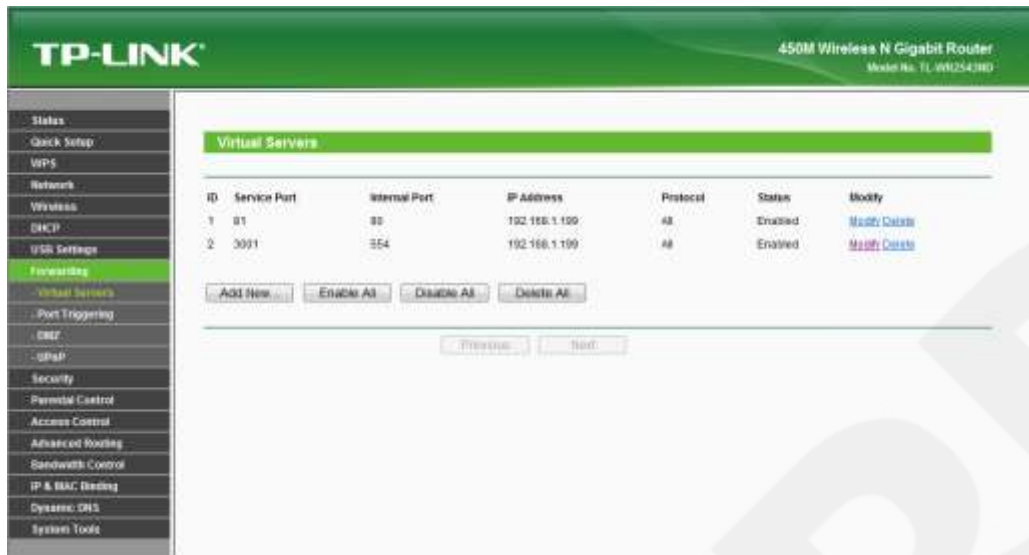 TP-LINK
450M Wireless N Gigabit Router
Model No. TL-WR2543ND
Status
Quick Setup
WPS
Network
Wireless
DHCP
USB Settings
Forwarding
- Virtual Servers
- Port Triggering
- DMZ
- UPnP
Security
Parental Control
Access Control
Advanced Routing
Bandwidth Control
IP & MAC Binding
Dynamic DNS
System Tools
Virtual Servers
ID Service Port Internal Port IP Address Protocol Status Modify
1 81 80 192.168.1.199 All Enabled Modify Delete
2 3001 554 192.168.1.199 All Enabled Modify Delete
Add New... Enable All Disable All Delete All
Previous Next